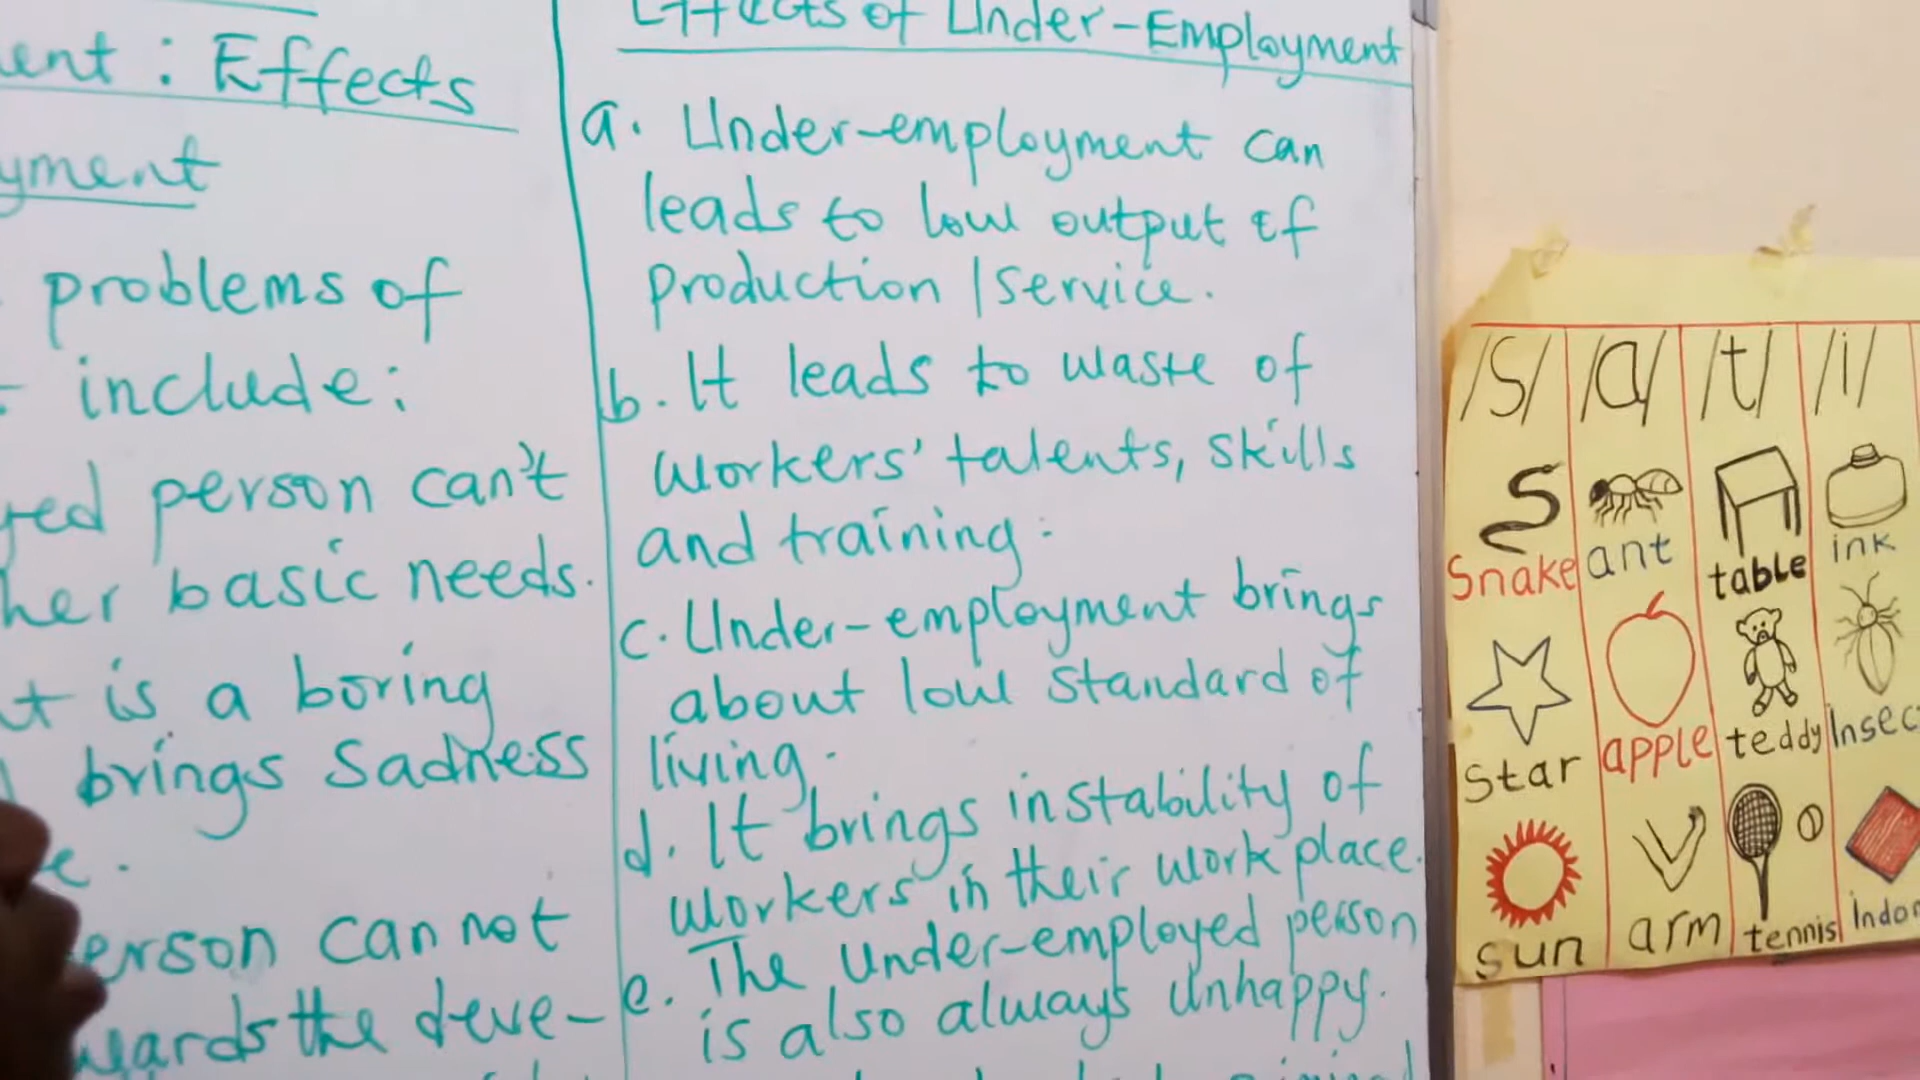 ent : Effects
yment
problems of
include:
yed person can't
her basic needs.
t is a boring
brings sadness
e.
erson cannot
wards the deve-
Effects of Under-Employment
a. Under-employment can
leads to low output of
production / service.
b. It leads to waste of
workers' talents, skills
and training.
c. Under-employment brings
about low standard of
living.
d. It brings instability of
workers in their work place.
e. The Under-employed person
is also always unhappy.
/s/ /a/ /t/ /i/
Snake ant table ink
star apple teddy Insec
sun arm tennis Indo